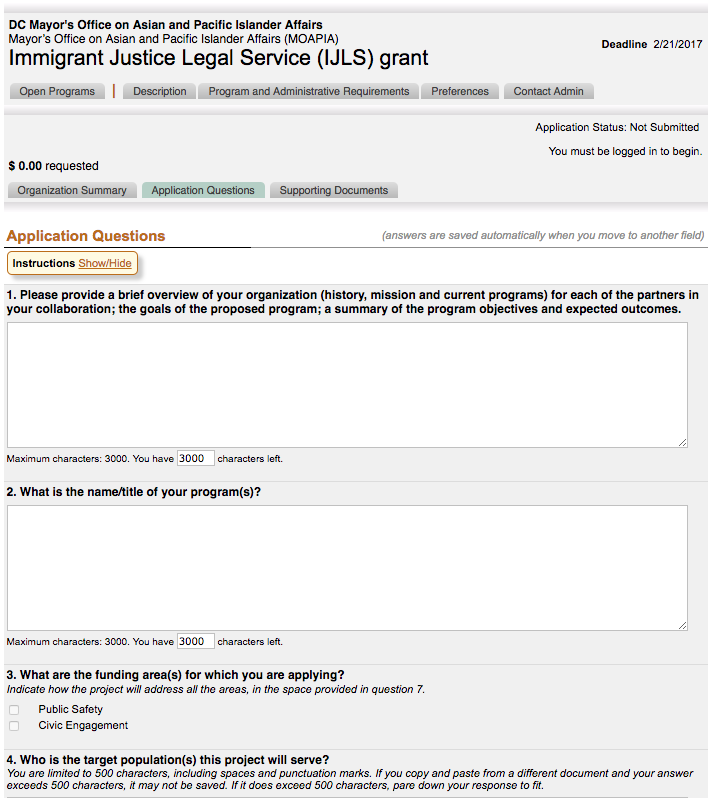 DC Mayor's Office on Asian and Pacific Islander Affairs
Mayor's Office on Asian and Pacific Islander Affairs (MOAPIA)
Deadline 2/21/2017
Immigrant Justice Legal Service (IJLS) grant
Open Programs | Description Program and Administrative Requirements Preferences Contact Admin
Application Status: Not Submitted
You must be logged in to begin.
$ 0.00 requested
Organization Summary Application Questions Supporting Documents
Application Questions (answers are saved automatically when you move to another field)
Instructions Show/Hide
1. Please provide a brief overview of your organization (history, mission and current programs) for each of the partners in
your collaboration; the goals of the proposed program; a summary of the program objectives and expected outcomes.
Maximum characters: 3000. You have 3000 characters left.
2. What is the name/title of your program(s)?
Maximum characters: 3000. You have 3000 characters left.
3. What are the funding area(s) for which you are applying?
Indicate how the project will address all the areas, in the space provided in question 7.
Public Safety
Civic Engagement
4. Who is the target population(s) this project will serve?
You are limited to 500 characters, including spaces and punctuation marks. If you copy and paste from a different document and your answer
exceeds 500 characters, it may not be saved. If it does exceed 500 characters, pare down your response to fit.